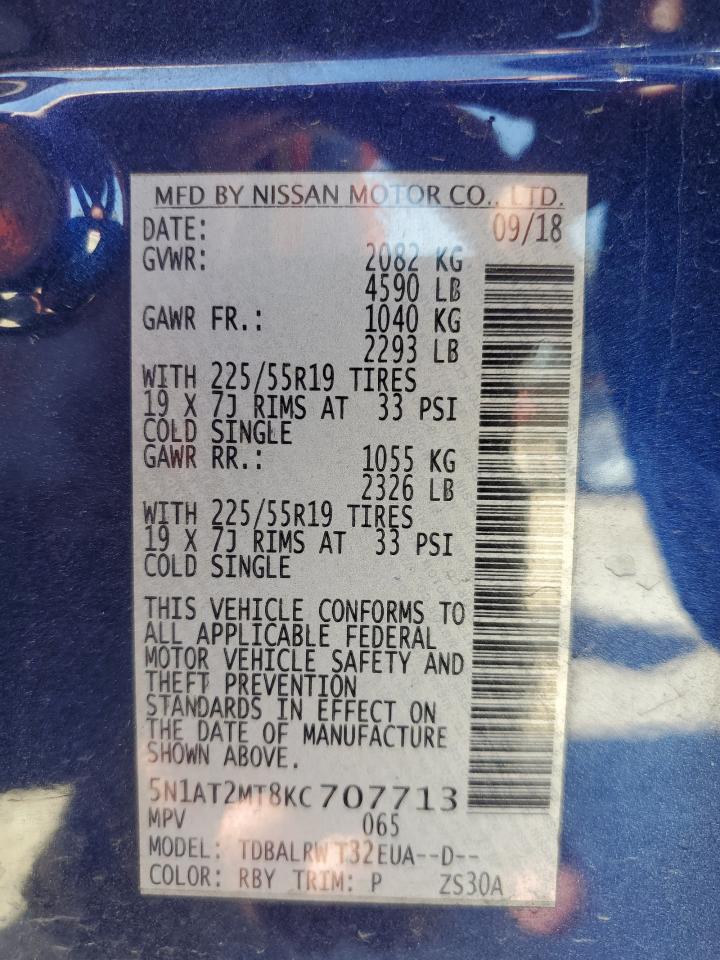 MFD BY NISSAN MOTOR CO., LTD.
DATE: 09/18
GVWR: 2082 KG
4590 LB
GAWR FR.: 1040 KG
2293 LB
WITH 225/55R19 TIRES
19 X 7J RIMS AT 33 PSI
COLD SINGLE
GAWR RR.: 1055 KG
2326 LB
WITH 225/55R19 TIRES
19 X 7J RIMS AT 33 PSI
COLD SINGLE
THIS VEHICLE CONFORMS TO
ALL APPLICABLE FEDERAL
MOTOR VEHICLE SAFETY AND
THEFT PREVENTION
STANDARDS IN EFFECT ON
THE DATE OF MANUFACTURE
SHOWN ABOVE.
5N1AT2MT8KC707713
MPV 065
MODEL: TDBALRW T32EUA--D--
COLOR: RBY TRIM: P ZS30A